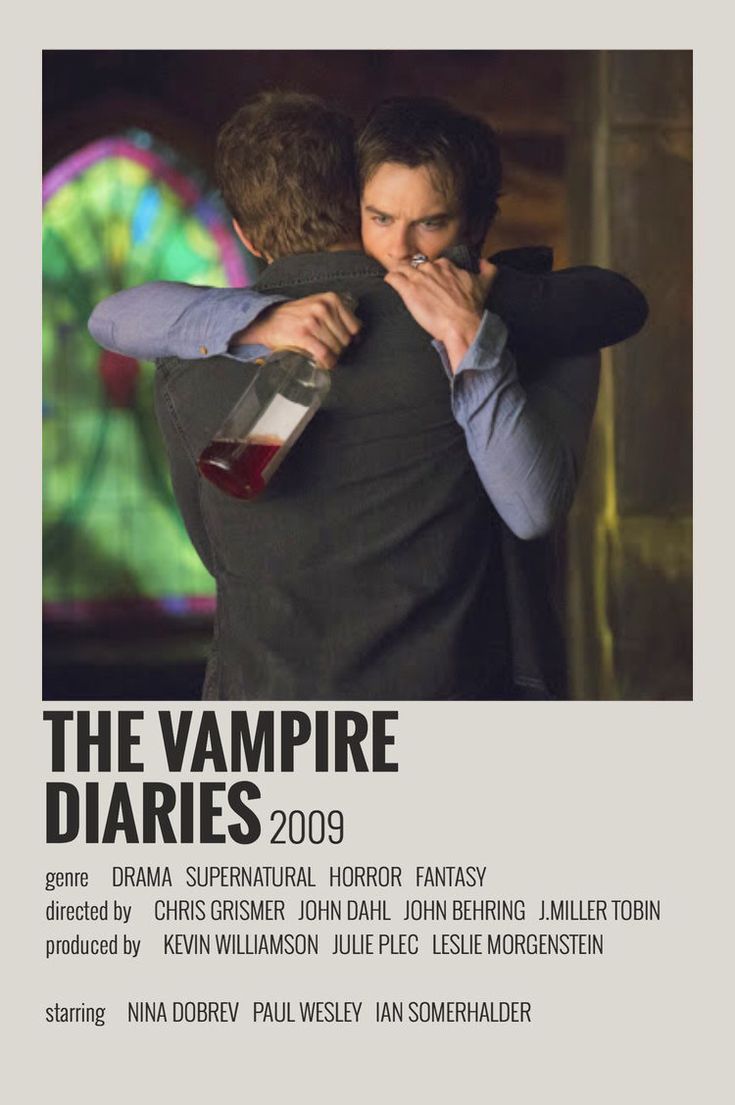 THE VAMPIRE
DIARIES 2009
genre DRAMA SUPERNATURAL HORROR FANTASY
directed by CHRIS GRISMER JOHN DAHL JOHN BEHRING J.MILLER TOBIN
produced by KEVIN WILLIAMSON JULIE PLEC LESLIE MORGENSTEIN
starring NINA DOBREV PAUL WESLEY IAN SOMERHALDER